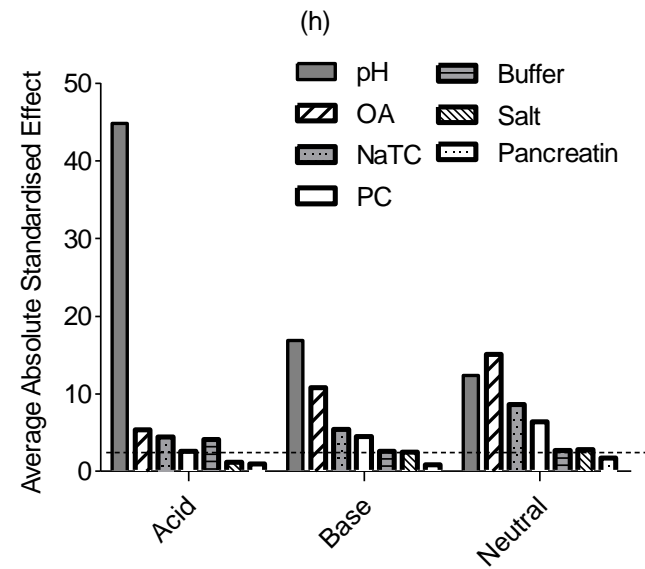 (h)
Average Absolute Standardised Effect
50
40
30
20
10
0
pH
OA
NaTC
PC
Buffer
Salt
Pancreatin
Acid
Base
Neutral